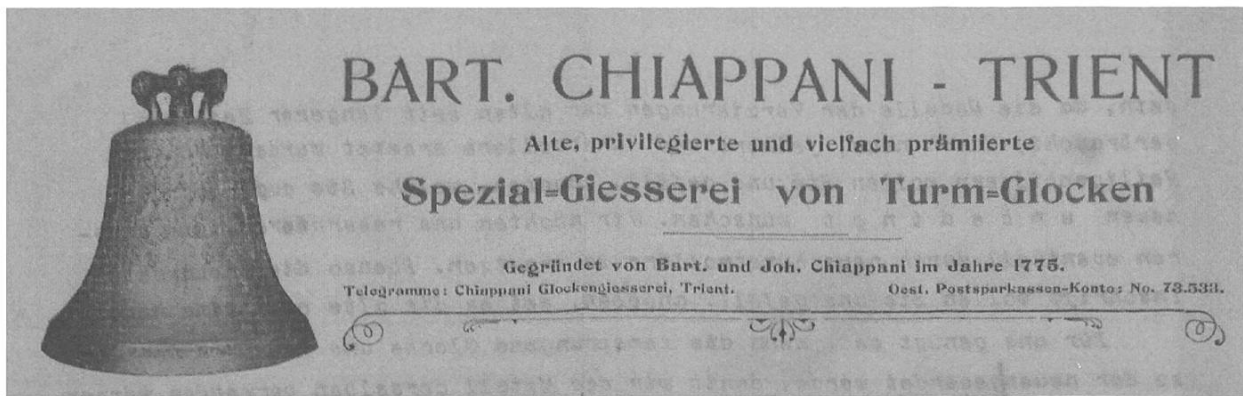 BART. CHIAPPANI - TRIENT
Alte, privilegierte und vielfach prämiierte
Spezial=Giesserei von Turm=Glocken
Gegründet von Bart. und Joh. Chiappani im Jahre 1775.
Telegramme: Chiappani Glockengiesserei, Trient. Oest. Postsparkassen-Konto: No. 73.533.